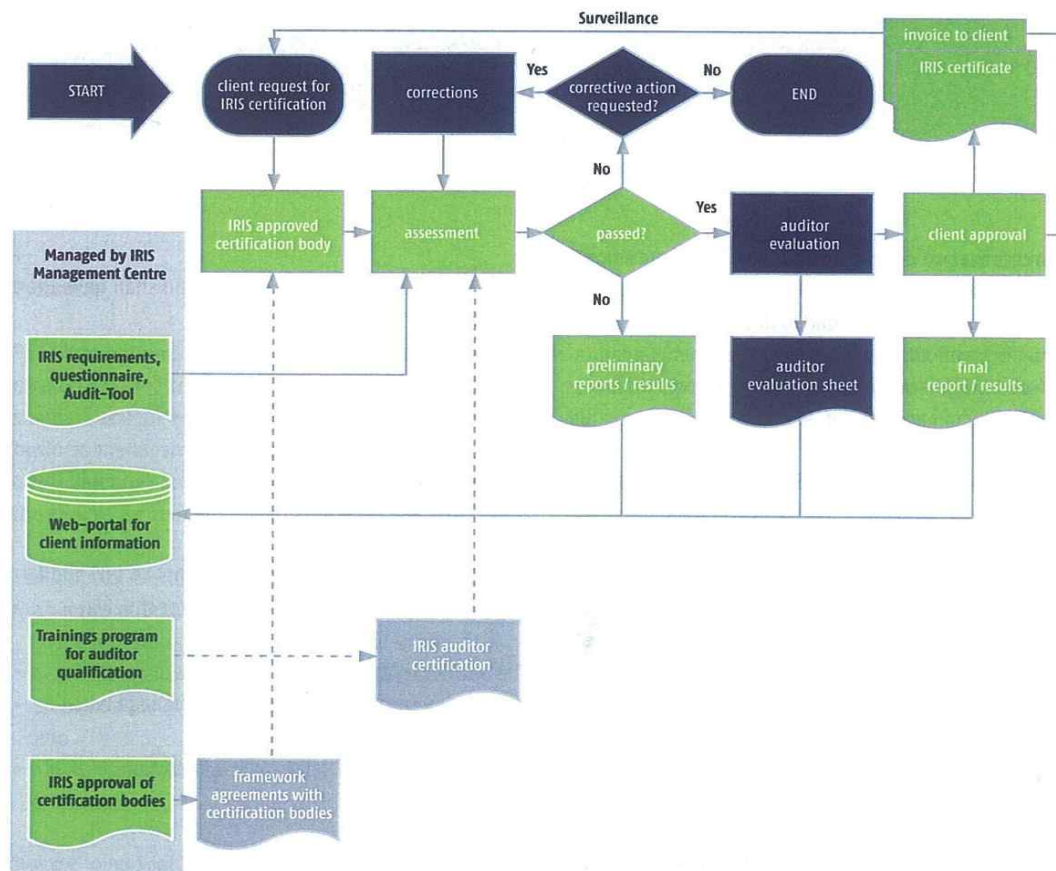 Surveillance
START
client request for
IRIS certification
corrections
Yes
corrective action
requested?
No
END
invoice to client
IRIS certificate
No
IRIS approved
certification body
assessment
passed?
Yes
auditor
evaluation
client approval
Managed by IRIS
Management Centre
No
IRIS requirements,
questionnaire,
Audit-Tool
preliminary
reports / results
auditor
evaluation sheet
final
report / results
Web-portal for
client information
Trainings program
for auditor
qualification
IRIS auditor
certification
IRIS approval of
certification bodies
framework
agreements with
certification bodies